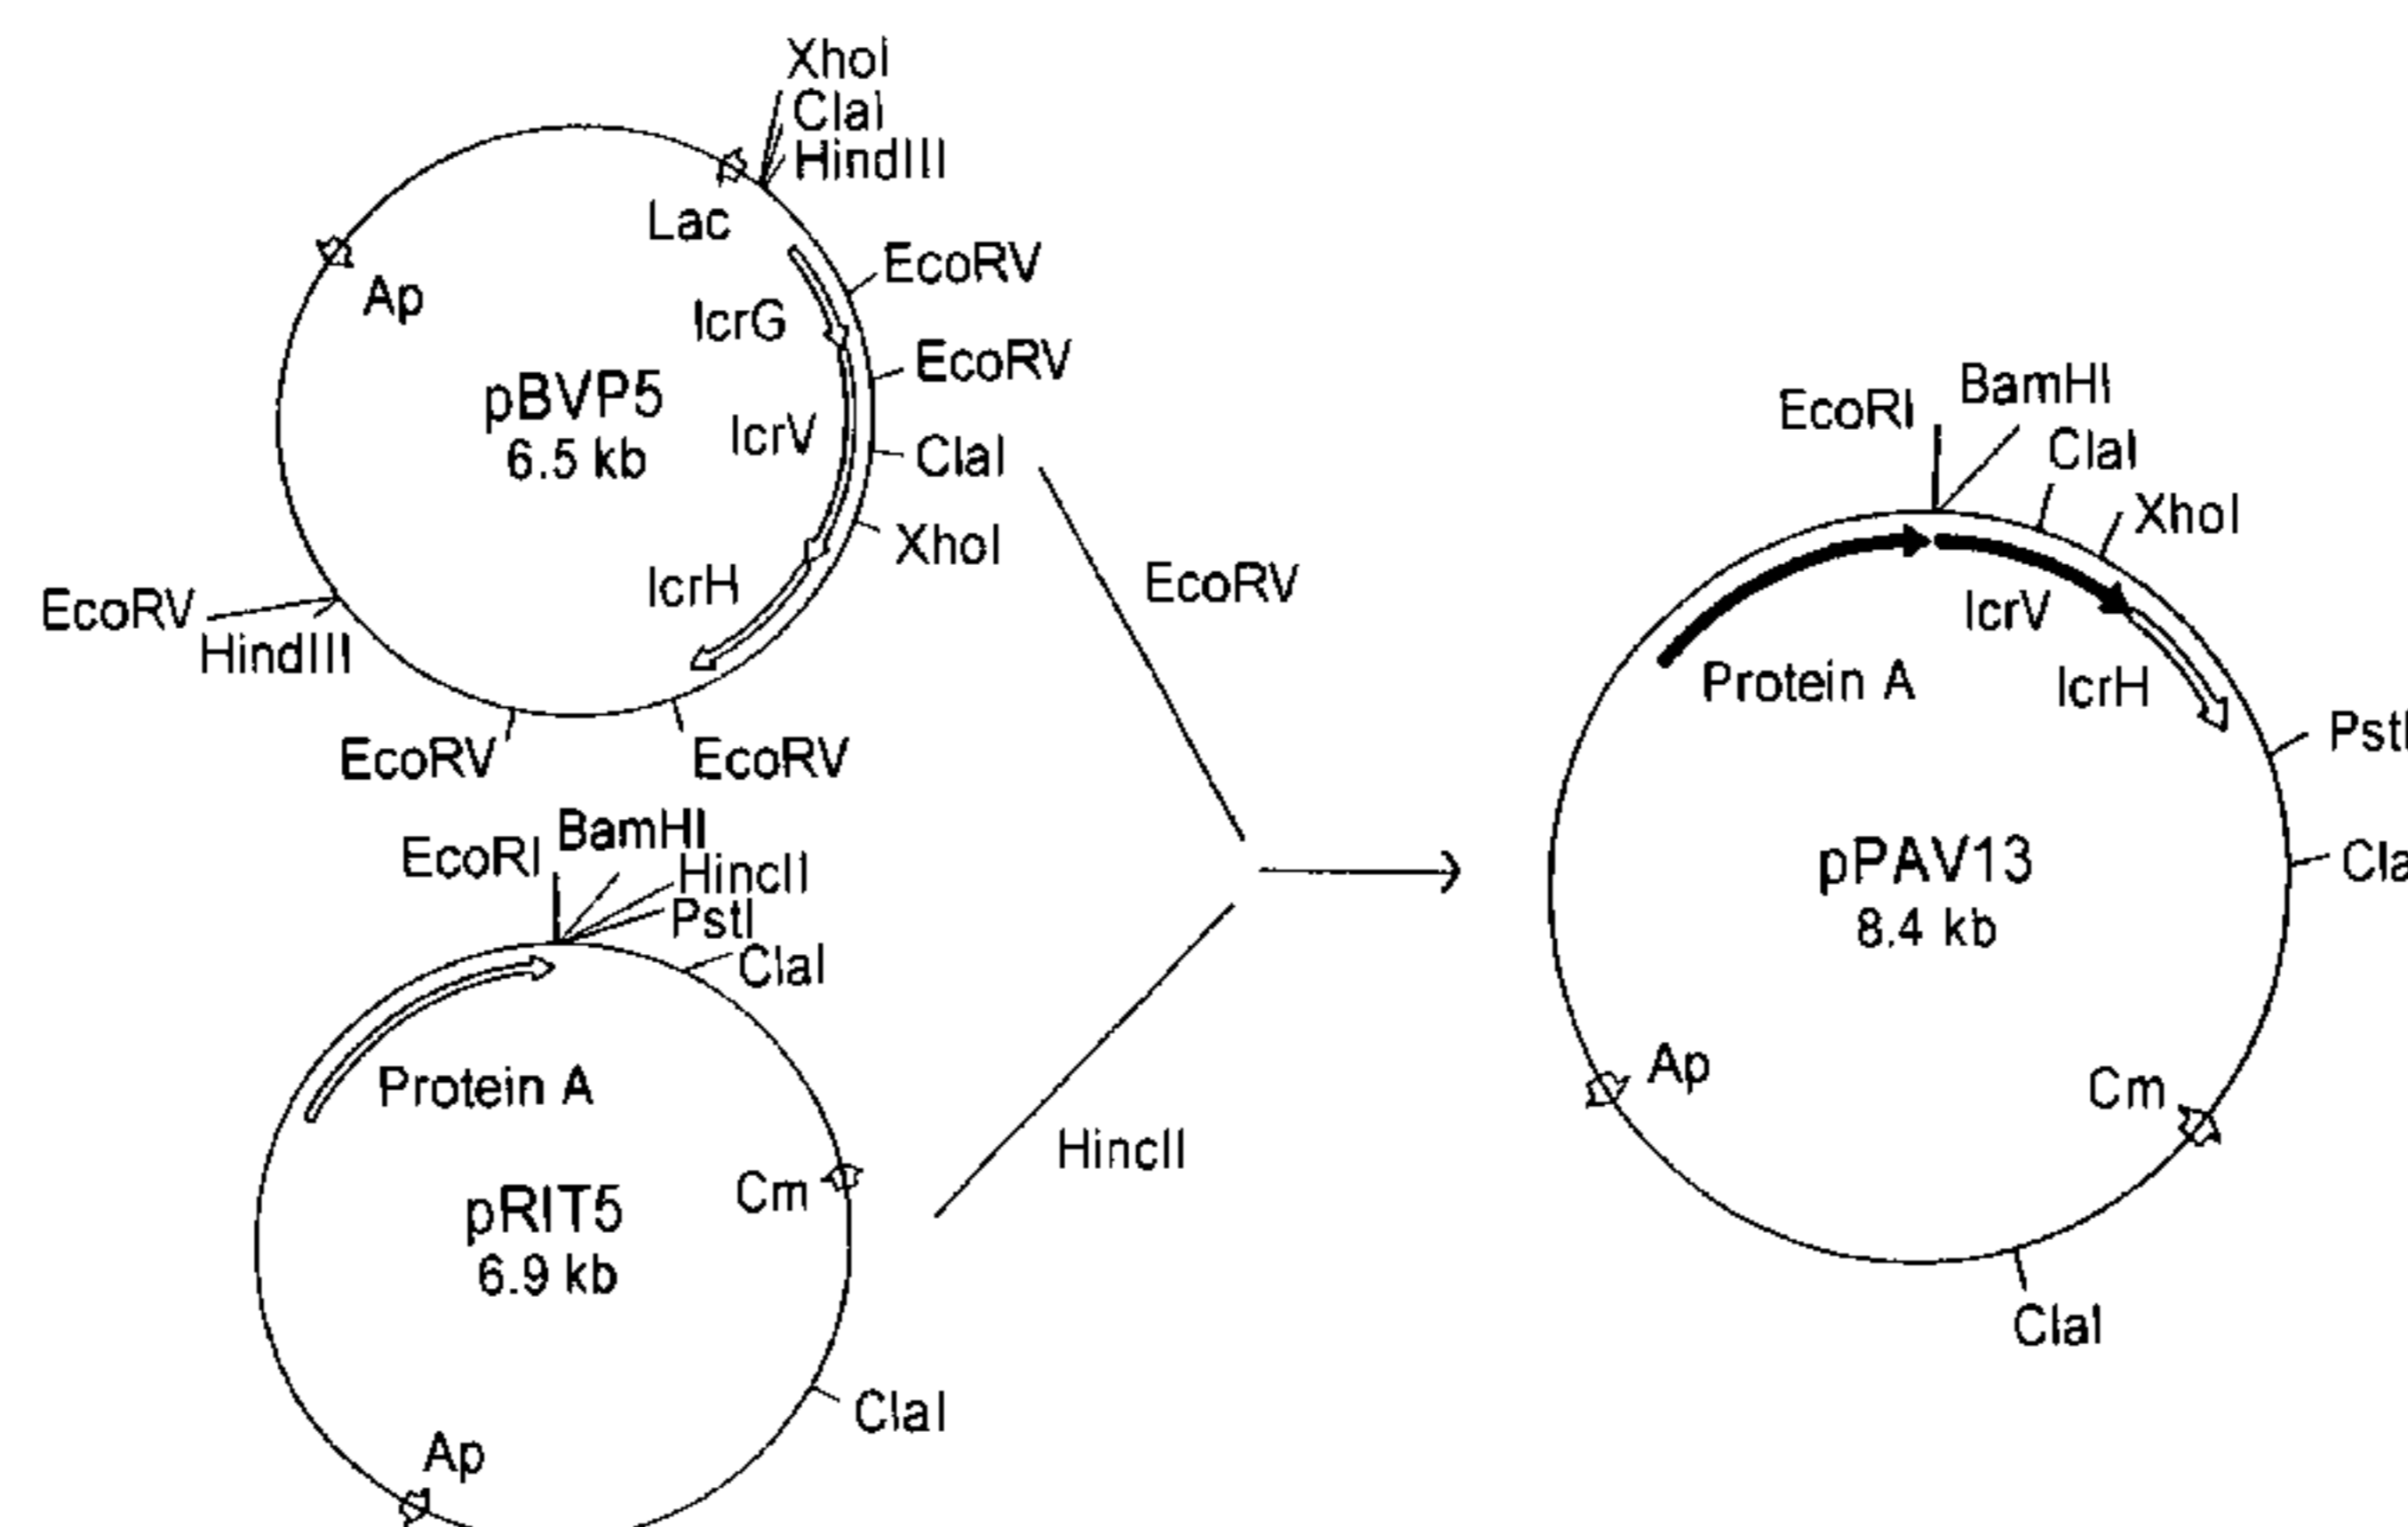 XhoI
ClaI
HindIII
Lac
EcoRV
Ap
lcrG
EcoRV
pBVP5
6.5 kb
lcrV
ClaI
XhoI
lcrH
EcoRV
HindIII
EcoRV
EcoRV
EcoRV
EcoRI
BamHI
HincII
PstI
ClaI
Protein A
pRIT5
6.9 kb
Cm
ClaI
Ap
HincII
EcoRI
BamHI
ClaI
XhoI
lcrV
Protein A
lcrH
PstI
pPAV13
8.4 kb
Cla
Ap
Cm
ClaI